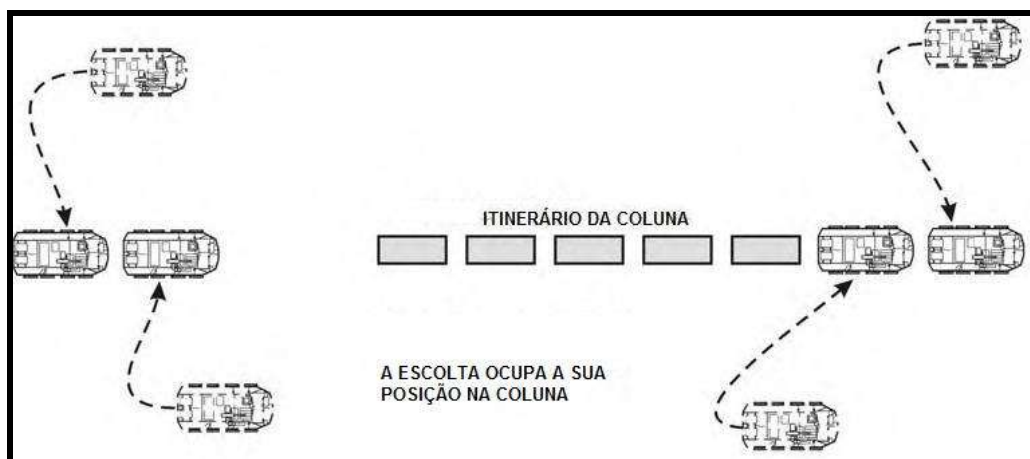 ITINERÁRIO DA COLUNA
A ESCOLTA OCUPA A SUA
POSIÇÃO NA COLUNA